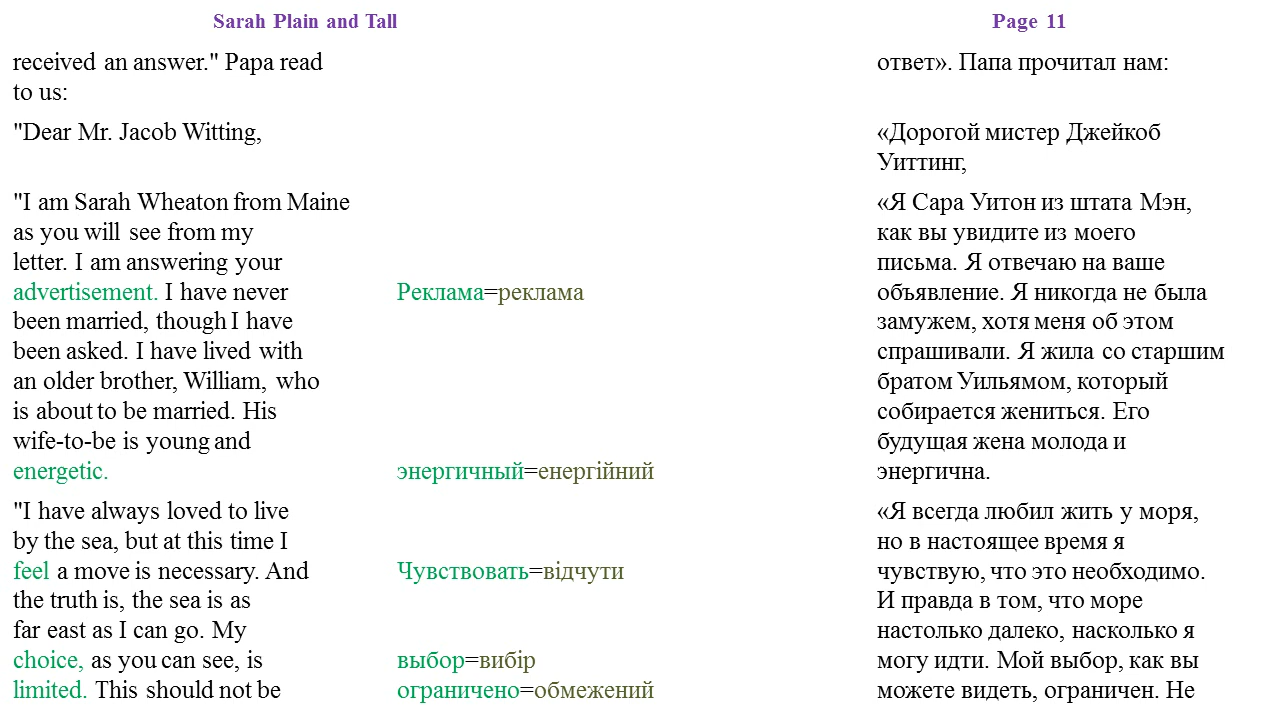 Sarah Plain and Tall
Page 11
received an answer." Papa read
to us:
"Dear Mr. Jacob Witting,
"I am Sarah Wheaton from Maine
as you will see from my
letter. I am answering your
advertisement. I have never
been married, though I have
been asked. I have lived with
an older brother, William, who
is about to be married. His
wife-to-be is young and
energetic.
"I have always loved to live
by the sea, but at this time I
feel a move is necessary. And
the truth is, the sea is as
far east as I can go. My
choice, as you can see, is
limited. This should not be
Реклама=реклама
энергичный=енергійний
Чувствовать=відчути
выбор=вибір
ограничено=обмежений
ответ». Папа прочитал нам:
«Дорогой мистер Джейкоб
Уиттинг,
«Я Сара Уитон из штата Мэн,
как вы увидите из моего
письма. Я отвечаю на ваше
объявление. Я никогда не была
замужем, хотя меня об этом
спрашивали. Я жила со старшим
братом Уильямом, который
собирается жениться. Его
будущая жена молода и
энергична.
«Я всегда любил жить у моря,
но в настоящее время я
чувствую, что это необходимо.
И правда в том, что море
настолько далеко, насколько я
могу идти. Мой выбор, как вы
можете видеть, ограничен. Не